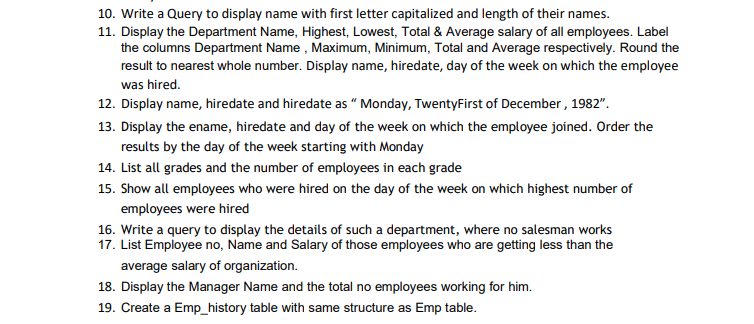 10. Write a Query to display name with first letter capitalized and length of their names.
11. Display the Department Name, Highest, Lowest, Total & Average salary of all employees. Label
the columns Department Name , Maximum, Minimum, Total and Average respectively. Round the
result to nearest whole number. Display name, hiredate, day of the week on which the employee
was hired.
12. Display name, hiredate and hiredate as “ Monday, TwentyFirst of December , 1982”.
13. Display the ename, hiredate and day of the week on which the employee joined. Order the
results by the day of the week starting with Monday
14. List all grades and the number of employees in each grade
15. Show all employees who were hired on the day of the week on which highest number of
employees were hired
16. Write a query to display the details of such a department, where no salesman works
17. List Employee no, Name and Salary of those employees who are getting less than the
average salary of organization.
18. Display the Manager Name and the total no employees working for him.
19. Create a Emp_history table with same structure as Emp table.